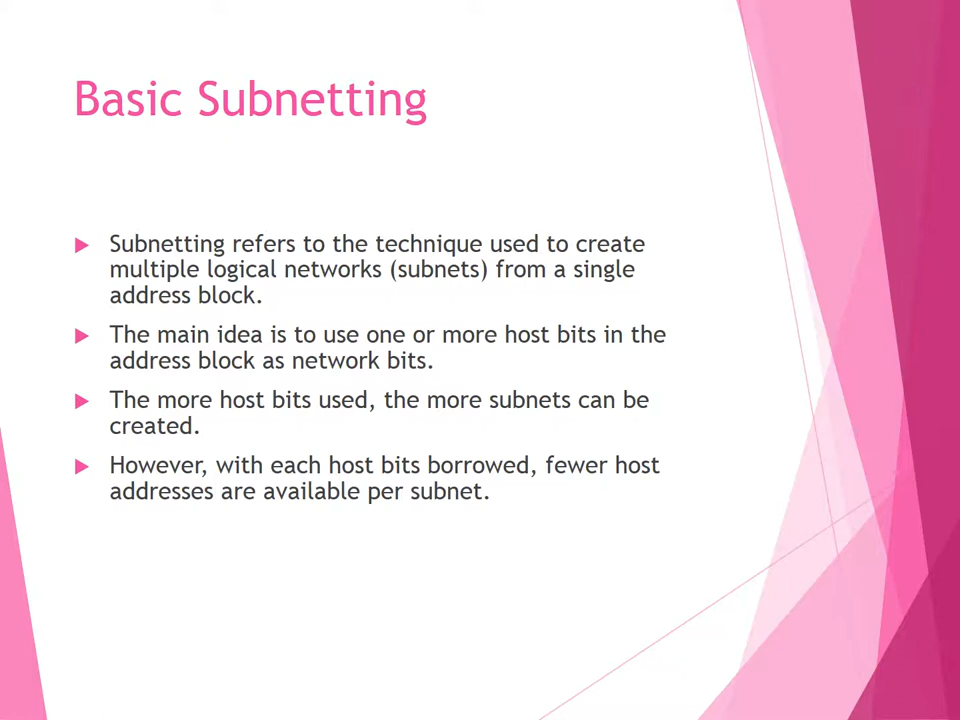 Basic Subnetting
Subnetting refers to the technique used to create
multiple logical networks (subnets) from a single
address block.
The main idea is to use one or more host bits in the
address block as network bits.
The more host bits used, the more subnets can be
created.
However, with each host bits borrowed, fewer host
addresses are available per subnet.